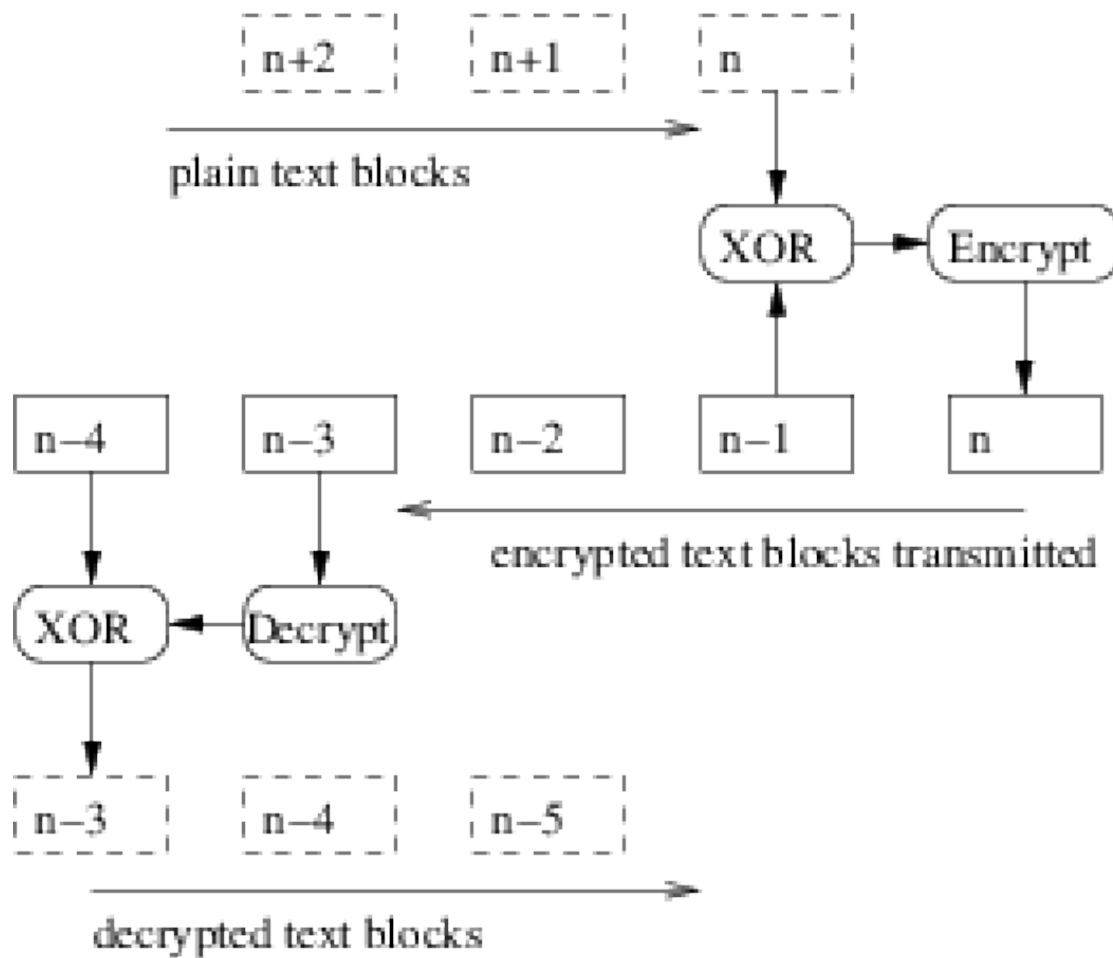 n+2 n+1 n
plain text blocks
XOR Encrypt
n−4 n−3 n−2 n−1 n
encrypted text blocks transmitted
XOR Decrypt
n−3 n−4 n−5
decrypted text blocks